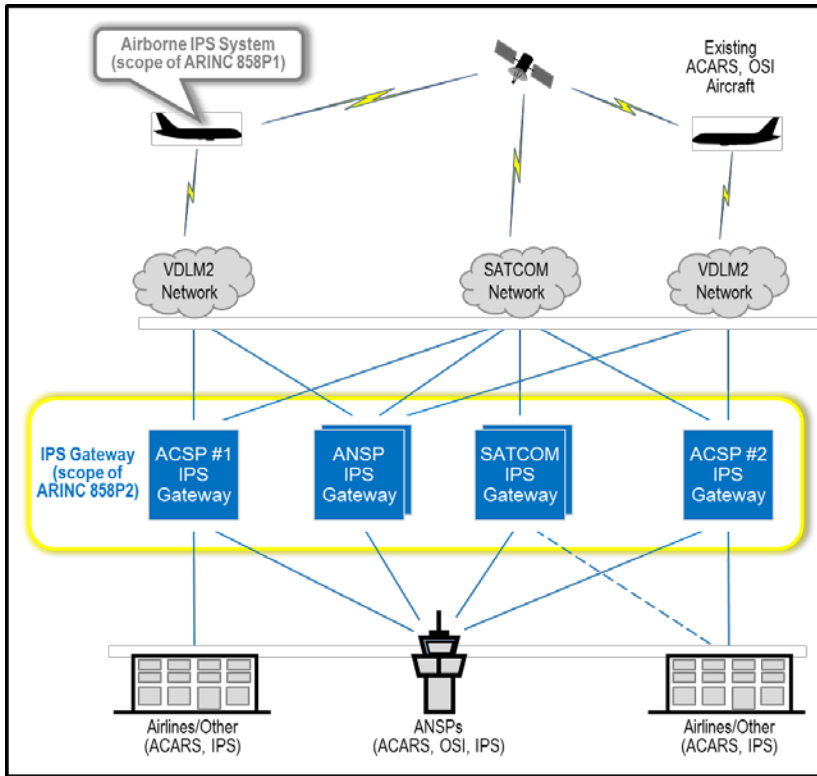 Airborne IPS System
(scope of ARINC 858P1)
Existing
ACARS, OSI
Aircraft
VDLM2
Network
SATCOM
Network
VDLM2
Network
IPS Gateway
(scope of
ARINC 858P2)
ACSP #1
IPS
Gateway
ANSP
IPS
Gateway
SATCOM
IPS
Gateway
ACSP #2
IPS
Gateway
Airlines/Other
(ACARS, IPS)
ANSPs
(ACARS, OSI, IPS)
Airlines/Other
(ACARS, IPS)